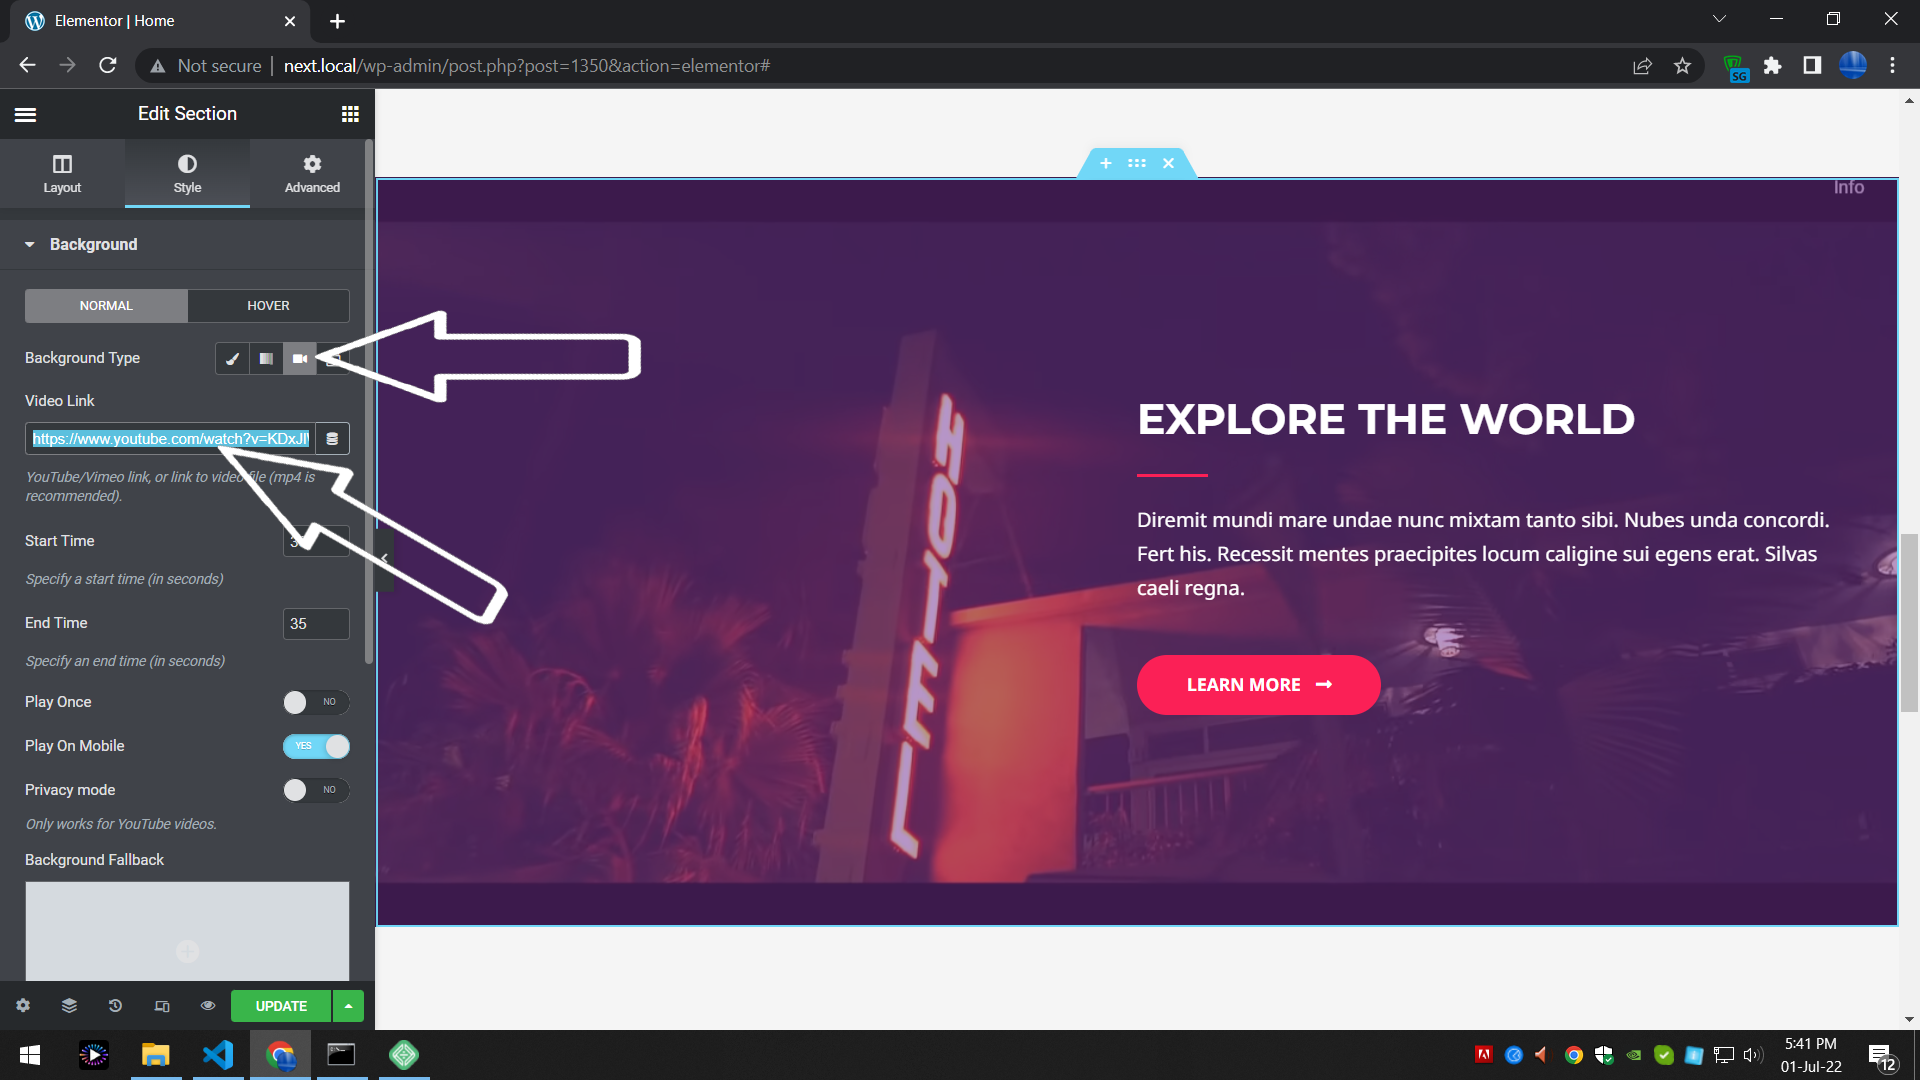 Elementor | Home
Not secure
next.local/wp-admin/post.php?post=1350&action=elementor#
SG
Edit Section
Layout
Style
Advanced
Background
NORMAL
HOVER
Background Type
Video Link
https://www.youtube.com/watch?v=KDxJl
YouTube/Vimeo link, or link to video file (mp4 is
recommended).
Start Time
3
Specify a start time (in seconds)
End Time
35
Specify an end time (in seconds)
Play Once
NO
Play On Mobile
YES
Privacy mode
NO
Only works for YouTube videos.
Background Fallback
UPDATE
Info
HOTEL
EXPLORE THE WORLD
Diremit mundi mare undae nunc mixtam tanto sibi. Nubes unda concordi.
Fert his. Recessit mentes praecipites locum caligine sui egens erat. Silvas
caeli regna.
LEARN MORE
5:41 PM
01-Jul-22
12